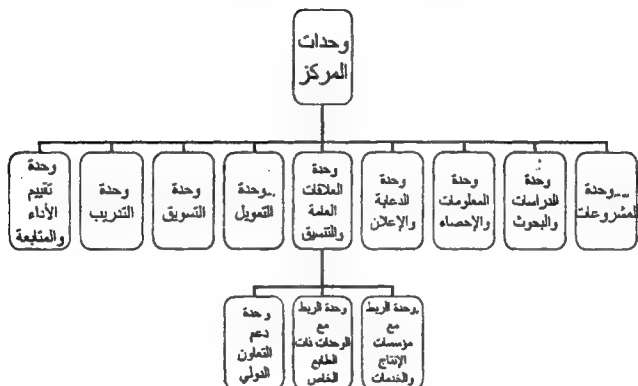 وحدات
المركز
وحدة
المشروعات
وحدة
الدراسات
والبحوث
وحدة
المعلومات
والإحصاء
وحدة
الدعاية
والإعلان
وحدة
العلاقات
العامة
والتنسيق
وحدة
التمويل
وحدة
التسويق
وحدة
التدريب
وحدة
تقييم
الأداء
والمتابعة
وحدة الربط
مع
مؤسسات
الإنتاج
والخدمات
وحدة الربط
مع
الوحدات ذات
الطابع
الخاص
وحدة
دعم
التعاون
الدولي